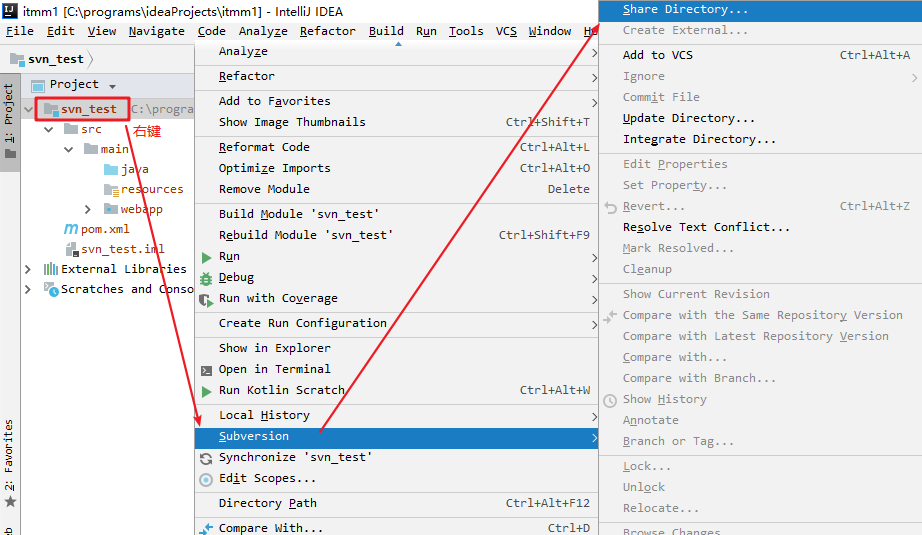 itmm1 [C:\programs\ideaProjects\itmm1] - IntelliJ IDEA
File Edit View Navigate Code Analyze Refactor Build Run Tools VCS Window
svn_test
1: Project
2: Favorites
Project
svn_test C:\progra
右键
src
main
java
resources
webapp
pom.xml
svn_test.iml
External Libraries
Scratches and Conso
Analyze
Refactor
Add to Favorites
Show Image Thumbnails Ctrl+Shift+T
Reformat Code Ctrl+Alt+L
Optimize Imports Ctrl+Alt+O
Remove Module Delete
Build Module 'svn_test'
Rebuild Module 'svn_test' Ctrl+Shift+F9
Run
Debug
Run with Coverage
Create Run Configuration
Show in Explorer
Open in Terminal
Run Kotlin Scratch Ctrl+Alt+W
Local History
Subversion
Synchronize 'svn_test'
Edit Scopes...
Directory Path Ctrl+Alt+F12
Compare With... Ctrl+D
Share Directory...
Create External...
Add to VCS Ctrl+Alt+A
Ignore
Commit File
Update Directory...
Integrate Directory...
Edit Properties
Set Property...
Revert... Ctrl+Alt+Z
Resolve Text Conflict...
Mark Resolved...
Cleanup
Show Current Revision
Compare with the Same Repository Version
Compare with Latest Repository Version
Compare with...
Compare with Branch...
Show History
Annotate
Branch or Tag...
Lock...
Unlock
Relocate...
Browse Changes